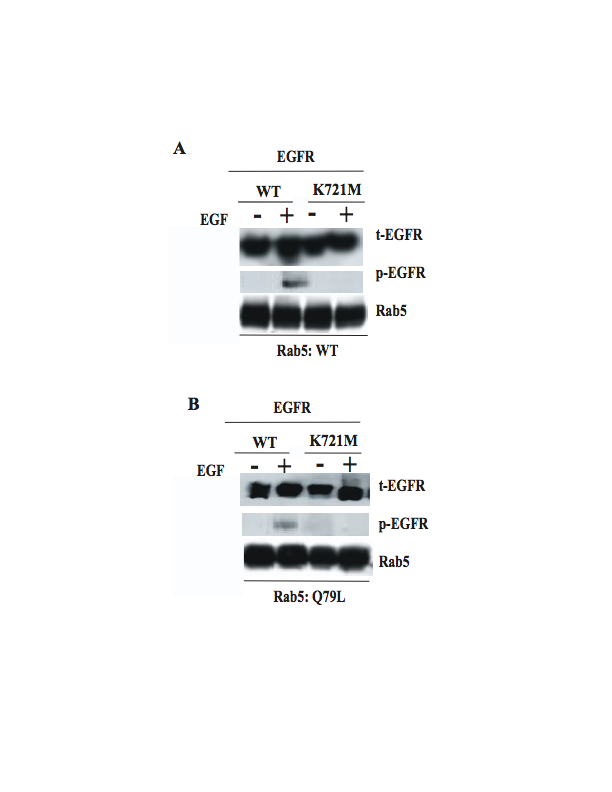 A
EGFR
WT K721M
EGF - + - +
t-EGFR
p-EGFR
Rab5
Rab5: WT
B
EGFR
WT K721M
EGF - + - +
t-EGFR
p-EGFR
Rab5
Rab5: Q79L